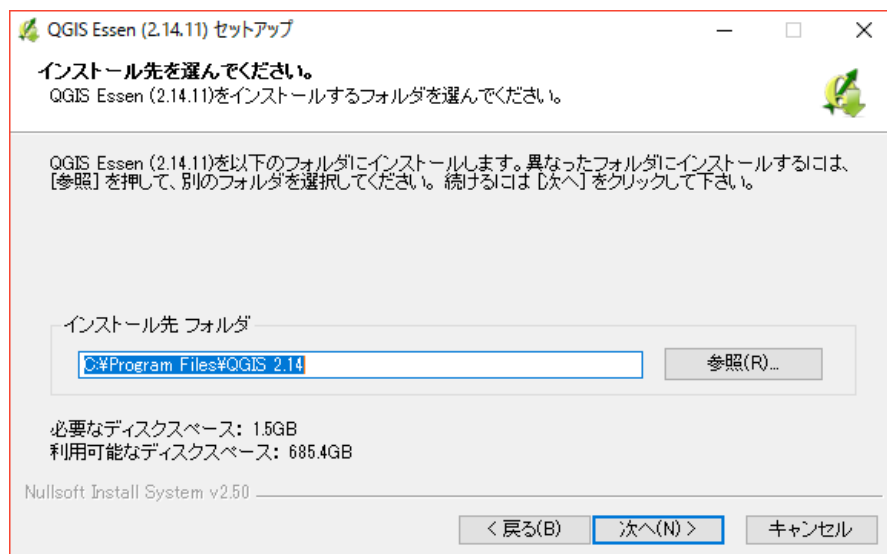 QGIS Essen (2.14.11) セットアップ
インストール先を選んでください。
QGIS Essen (2.14.11)をインストールするフォルダを選んでください。
QGIS Essen (2.14.11)を以下のフォルダにインストールします。異なったフォルダにインストールするには、
[参照] を押して、別のフォルダを選択してください。続けるには [次へ] をクリックして下さい。
インストール先 フォルダ
C:¥Program Files¥QGIS 2.14
参照(R)...
必要なディスクスペース: 1.5GB
利用可能なディスクスペース: 685.4GB
Nullsoft Install System v2.50
< 戻る(B)
次へ(N) >
キャンセル